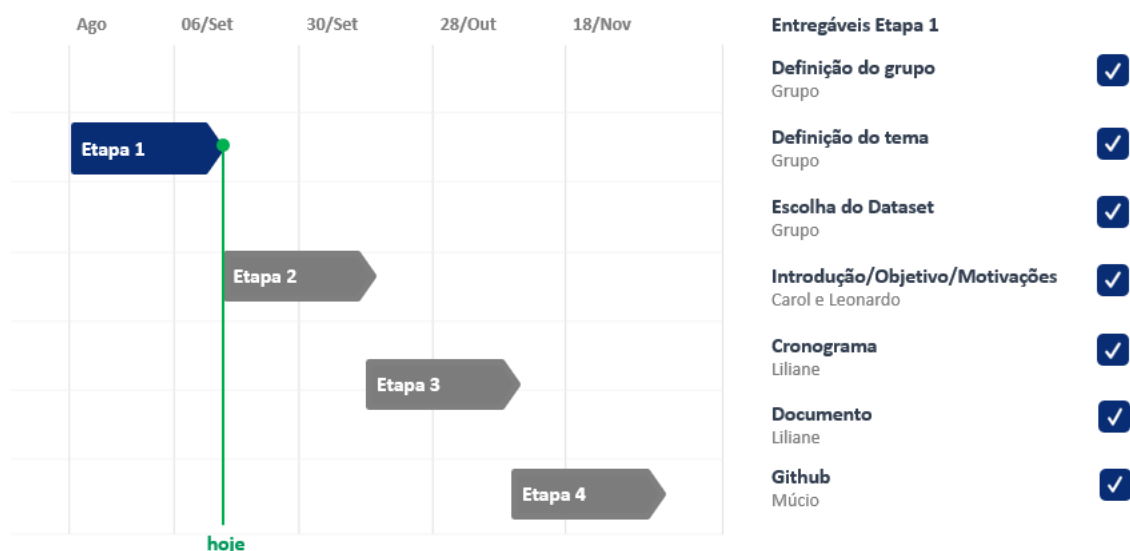 Ago 06/Set 30/Set 28/Out 18/Nov
Etapa 1
Etapa 2
Etapa 3
Etapa 4
hoje
Entregáveis Etapa 1
Definição do grupo
Grupo
Definição do tema
Grupo
Escolha do Dataset
Grupo
Introdução/Objetivo/Motivações
Carol e Leonardo
Cronograma
Liliane
Documento
Liliane
Github
Múcio